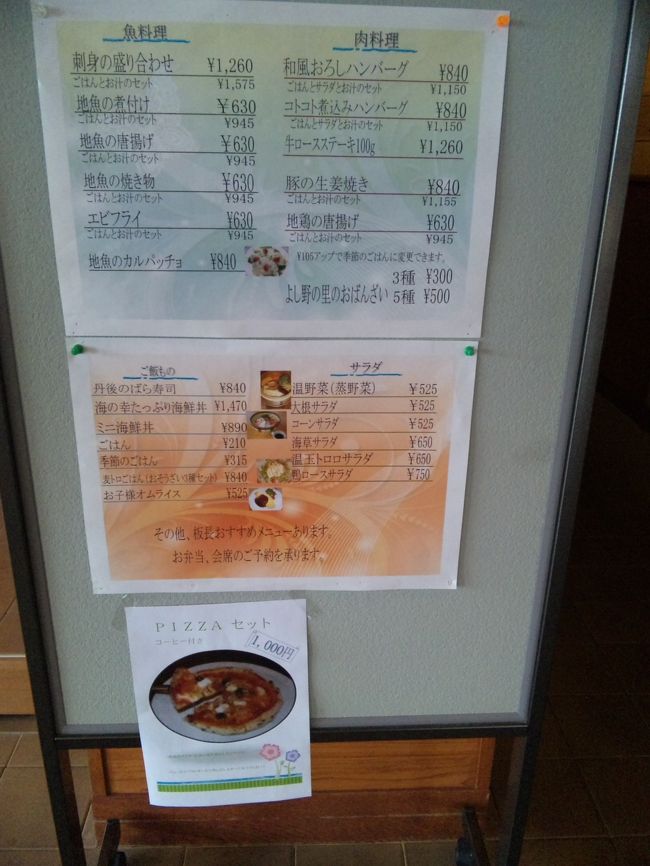 魚料理
刺身の盛り合わせ ¥1,260
ごはんとお汁のセット ¥1,575
地魚の煮付け ¥630
ごはんとお汁のセット ¥945
地魚の唐揚げ ¥630
ごはんとお汁のセット ¥945
地魚の焼き物 ¥630
ごはんとお汁のセット ¥945
エビフライ ¥630
ごはんとお汁のセット ¥945
地魚のカルパッチョ ¥840
肉料理
和風おろしハンバーグ ¥840
ごはんとサラダとお汁のセット ¥1,150
コトコト煮込みハンバーグ ¥840
ごはんとサラダとお汁のセット ¥1,150
牛ロースステーキ100g ¥1,260
豚の生姜焼き ¥840
ごはんとお汁のセット ¥1,155
地鶏の唐揚げ ¥630
ごはんとお汁のセット ¥945
¥105アップで季節のごはんに変更できます。
3種 ¥300
よし野の里のおばんざい 5種 ¥500
ご飯もの
丹後のばら寿司 ¥840
海の幸たっぷり海鮮丼 ¥1,470
ミニ海鮮丼 ¥890
ごはん ¥210
季節のごはん ¥315
麦トロごはん(おそうざい3種セット) ¥840
お子様オムライス ¥525
サラダ
温野菜(蒸野菜) ¥525
大根サラダ ¥525
コーンサラダ ¥525
海草サラダ ¥650
温玉トロロサラダ ¥650
鴨ロースサラダ ¥750
その他、板長おすすめメニューあります。
お弁当、会席のご予約を承ります。
PIZZA セット
コーヒー付き
1,000円